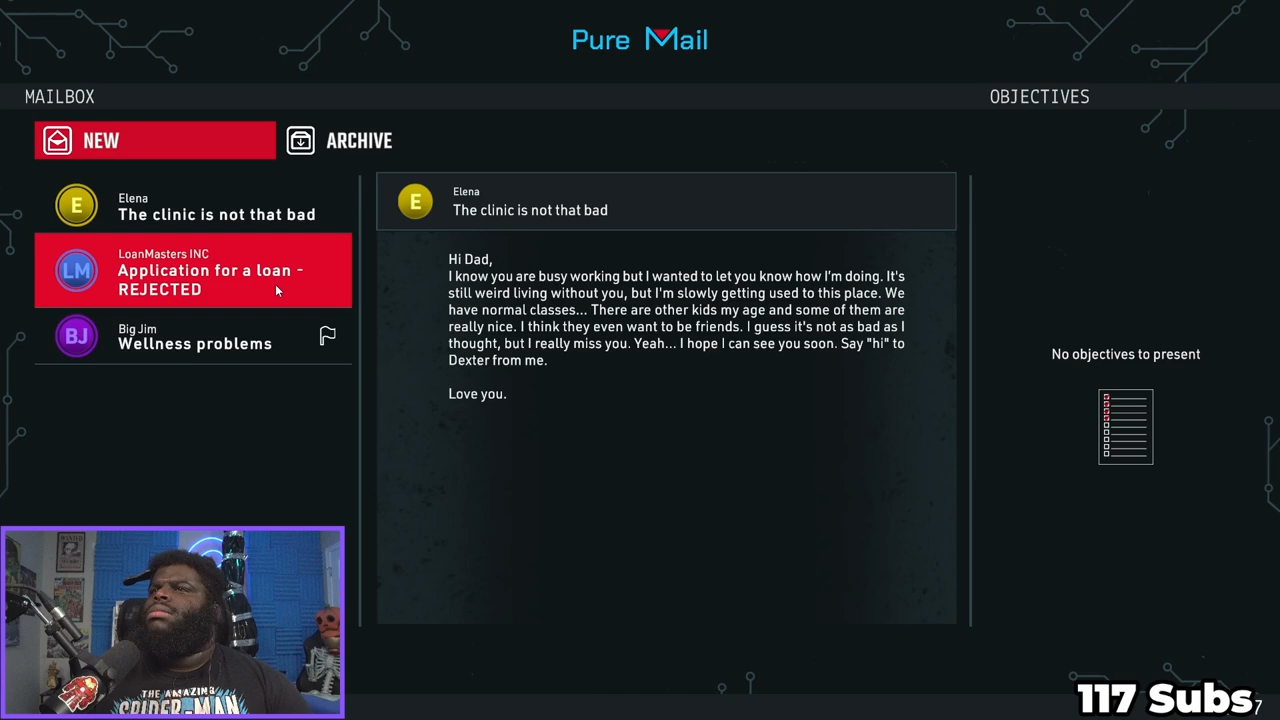 Pure Mail
MAILBOX
OBJECTIVES
NEW
ARCHIVE
E
Elena
The clinic is not that bad
LM
LoanMasters INC
Application for a loan -
REJECTED
BJ
Big Jim
Wellness problems
E
Elena
The clinic is not that bad
Hi Dad,
I know you are busy working but I wanted to let you know how I'm doing. It's
still weird living without you, but I'm slowly getting used to this place. We
have normal classes... There are other kids my age and some of them are
really nice. I think they even want to be friends. I guess it's not as bad as I
thought, but I really miss you. Yeah... I hope I can see you soon. Say "hi" to
Dexter from me.
Love you.
No objectives to present
THE AMAZING
SPIDER-MAN
117 Subs
7